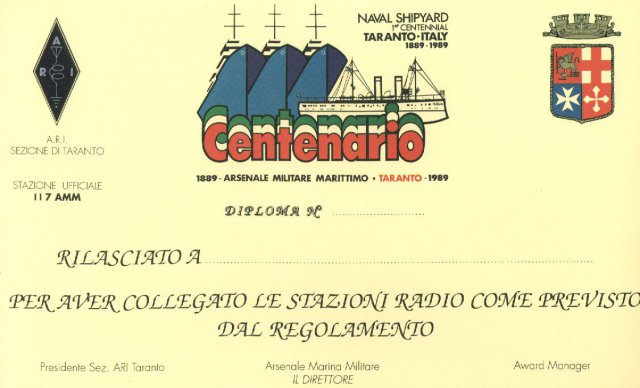 A
R I
A.R.I.
SEZIONE DI TARANTO
STAZIONE UFFICIALE
II7 AMM
NAVAL SHIPYARD
1ST CENTENNIAL
TARANTO-ITALY
1889-1989
Centenario
1889 - ARSENALE MILITARE MARITTIMO • TARANTO • 1989
DIPLOMA N°
RILASCIATO A
PER AVER COLLEGATO LE STAZIONI RADIO COME PREVISTO
DAL REGOLAMENTO
Presidente Sez. ARI Taranto
Arsenale Marina Militare
IL DIRETTORE
Award Manager